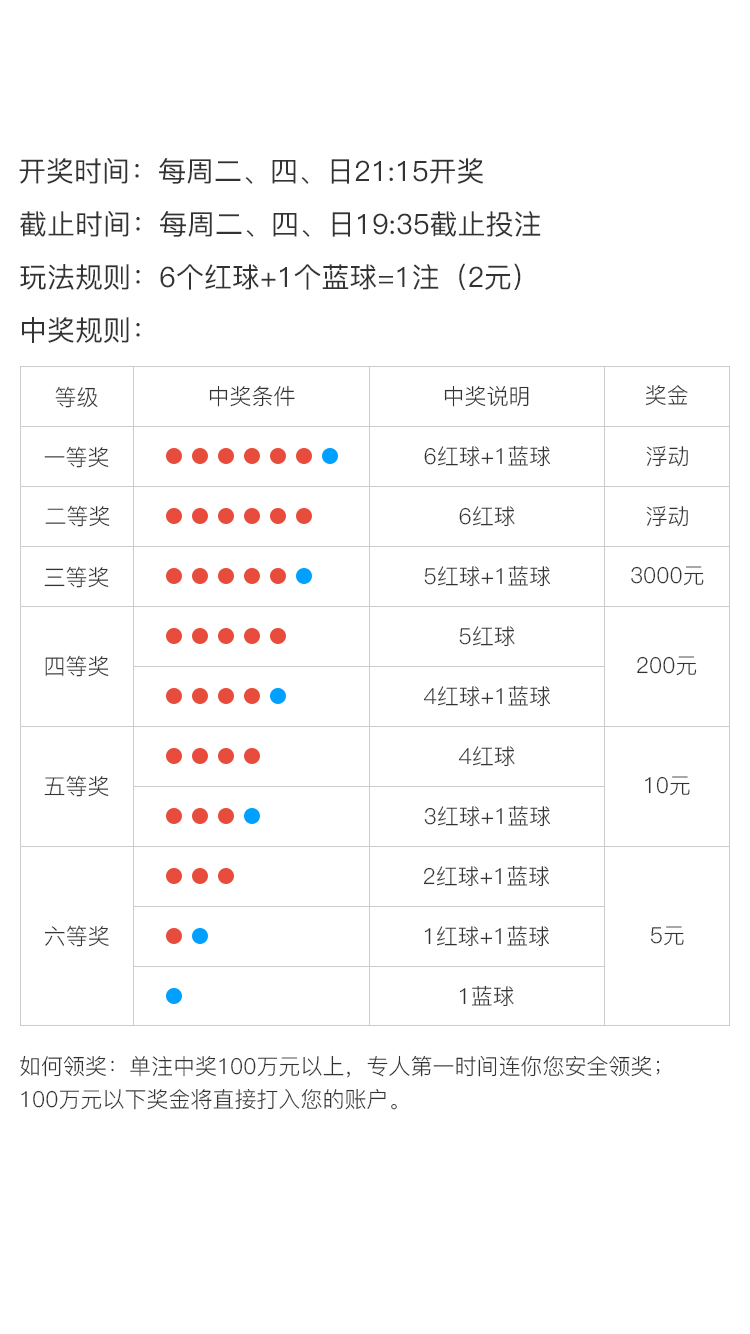 开奖时间：每周二、四、日21:15开奖
截止时间：每周二、四、日19:35截止投注
玩法规则：6个红球+1个蓝球=1注（2元）
中奖规则：
等级 中奖条件 中奖说明 奖金
一等奖 6红球+1蓝球 浮动
二等奖 6红球 浮动
三等奖 5红球+1蓝球 3000元
四等奖 5红球 200元
4红球+1蓝球
五等奖 4红球 10元
3红球+1蓝球
六等奖 2红球+1蓝球 5元
1红球+1蓝球
1蓝球
如何领奖：单注中奖100万元以上，专人第一时间连你您安全领奖；
100万元以下奖金将直接打入您的账户。